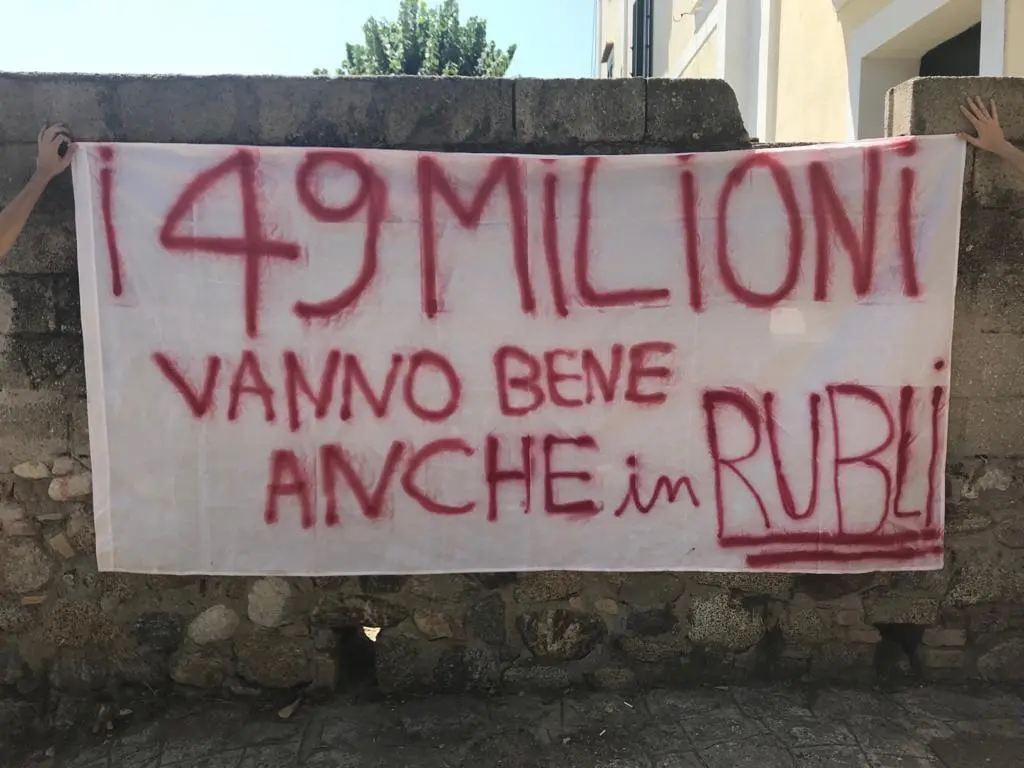 i 49 MiLiONi
VANNO BENE
ANCHE in RUBLi